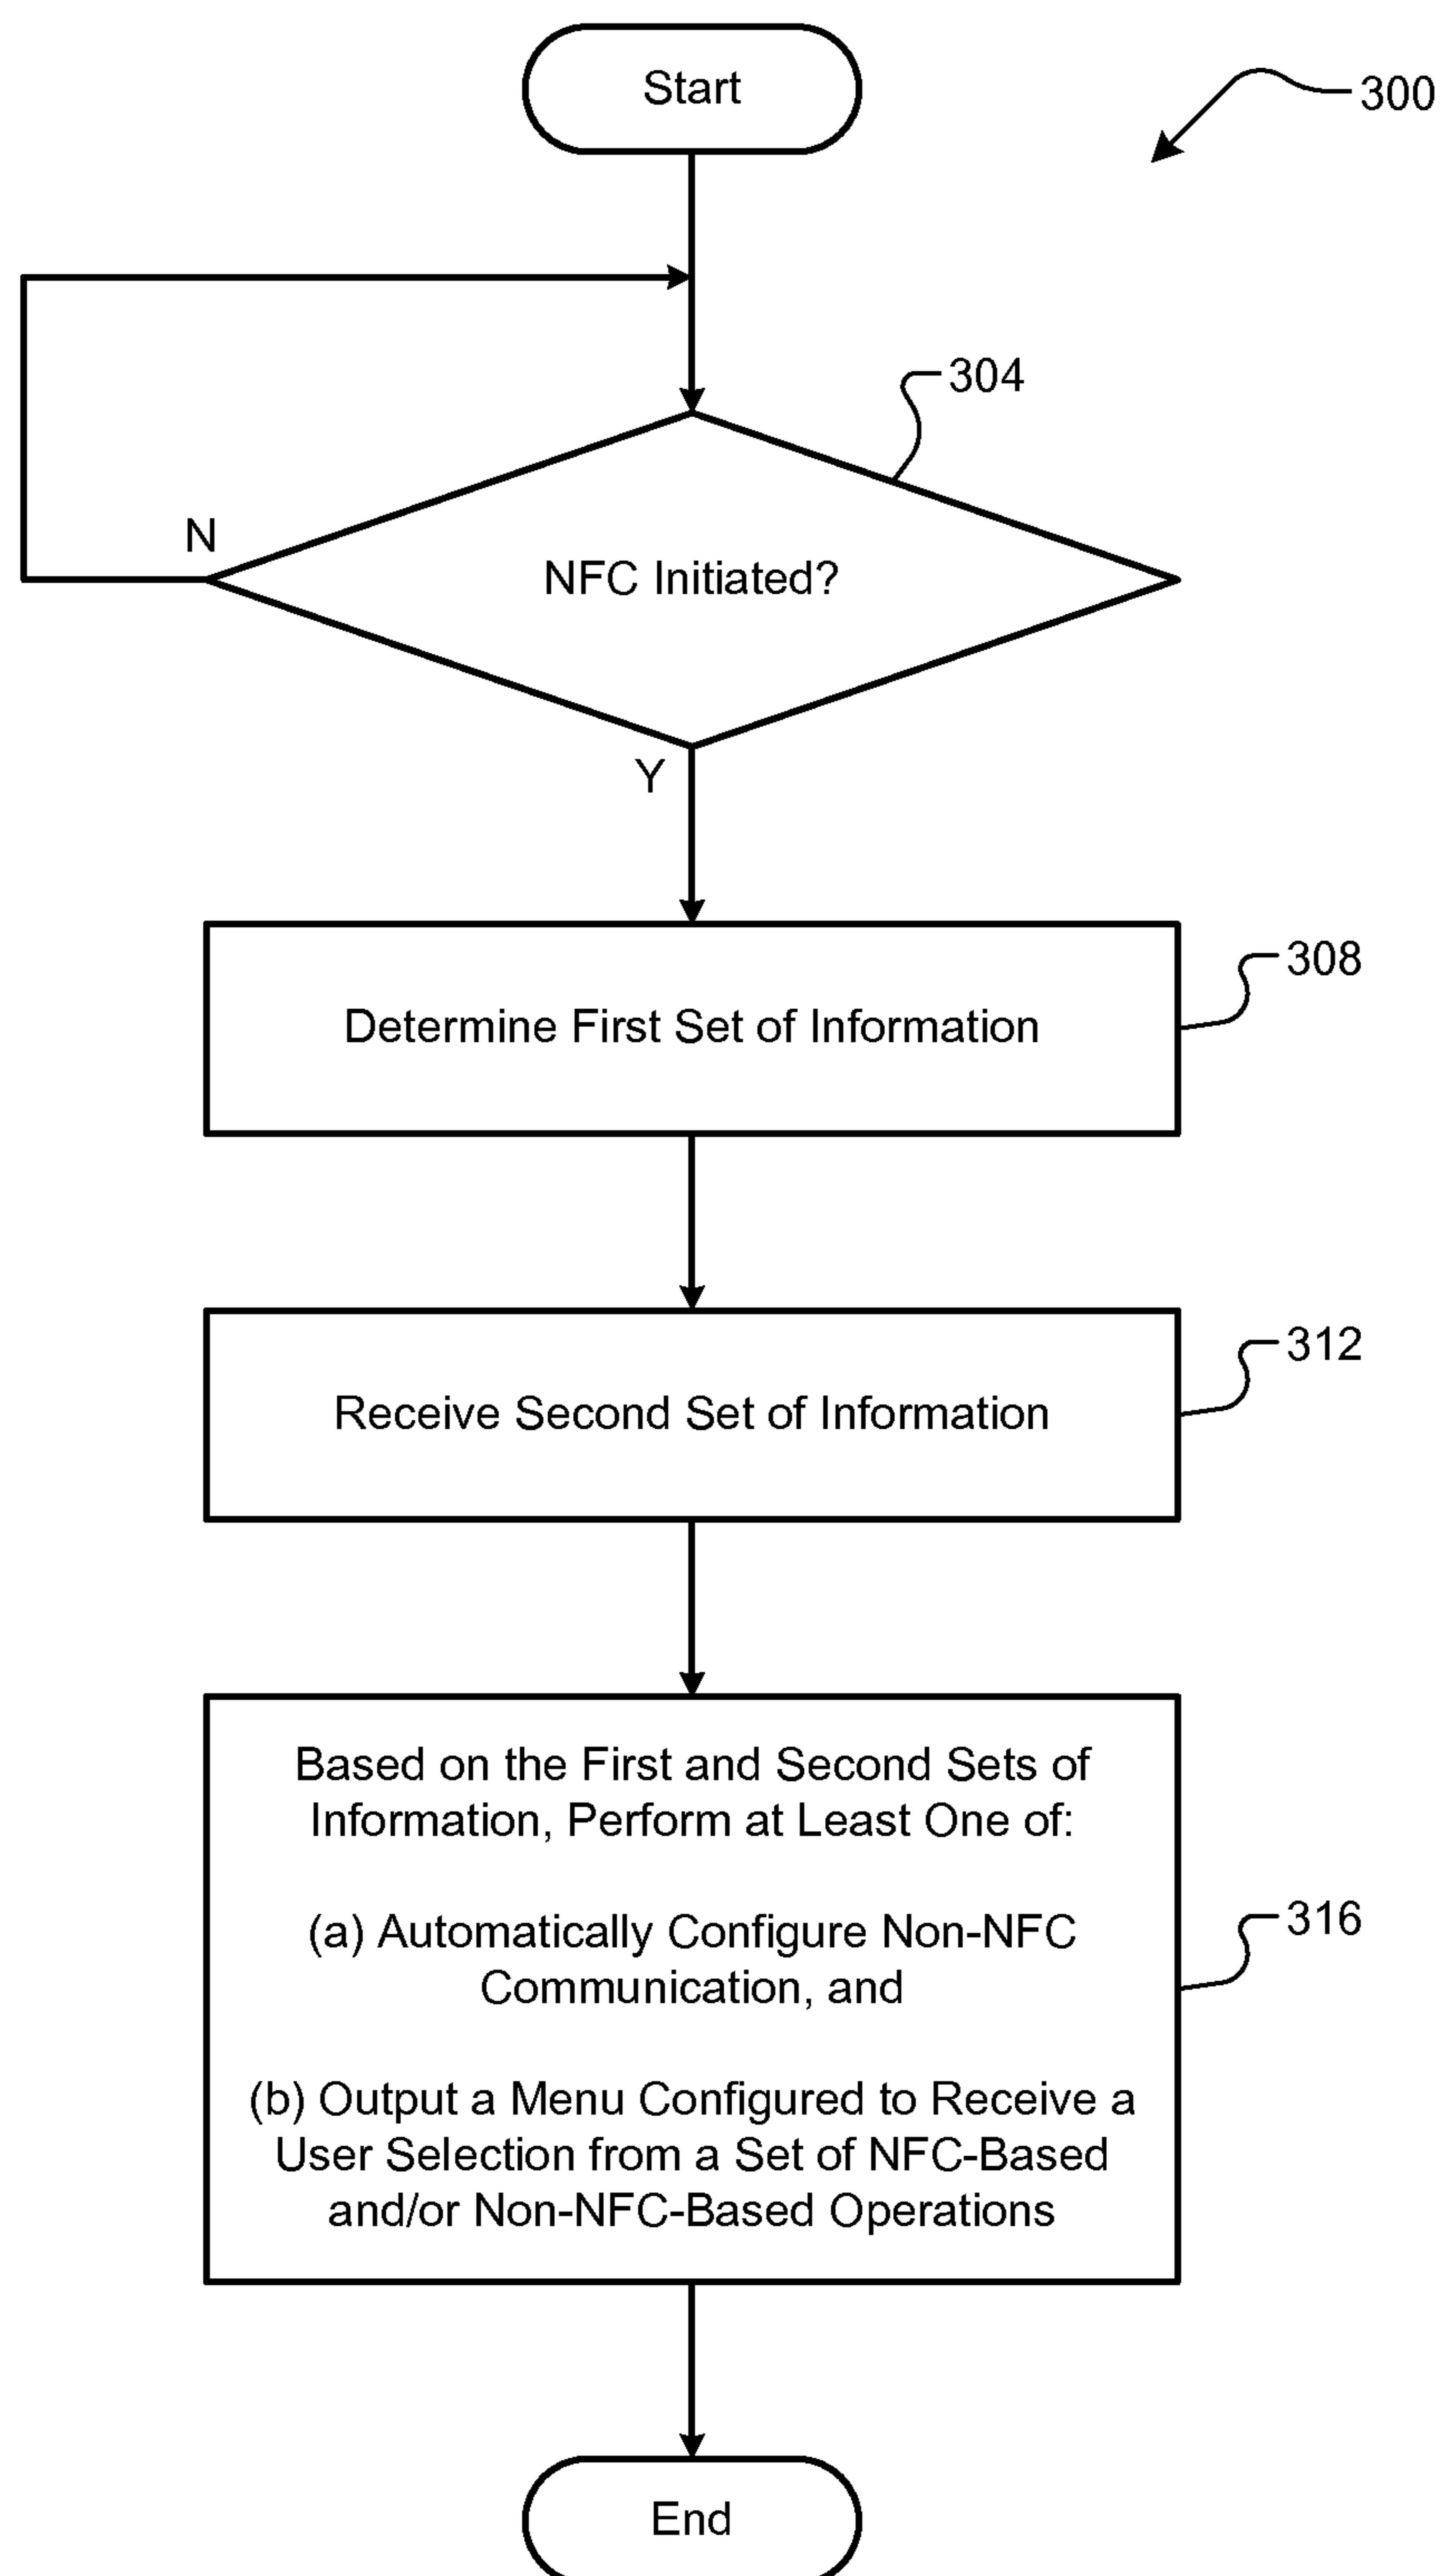 Start
300
304
N
NFC Initiated?
Y
308
Determine First Set of Information
312
Receive Second Set of Information
Based on the First and Second Sets of
Information, Perform at Least One of:
(a) Automatically Configure Non-NFC
Communication, and
316
(b) Output a Menu Configured to Receive a
User Selection from a Set of NFC-Based
and/or Non-NFC-Based Operations
End